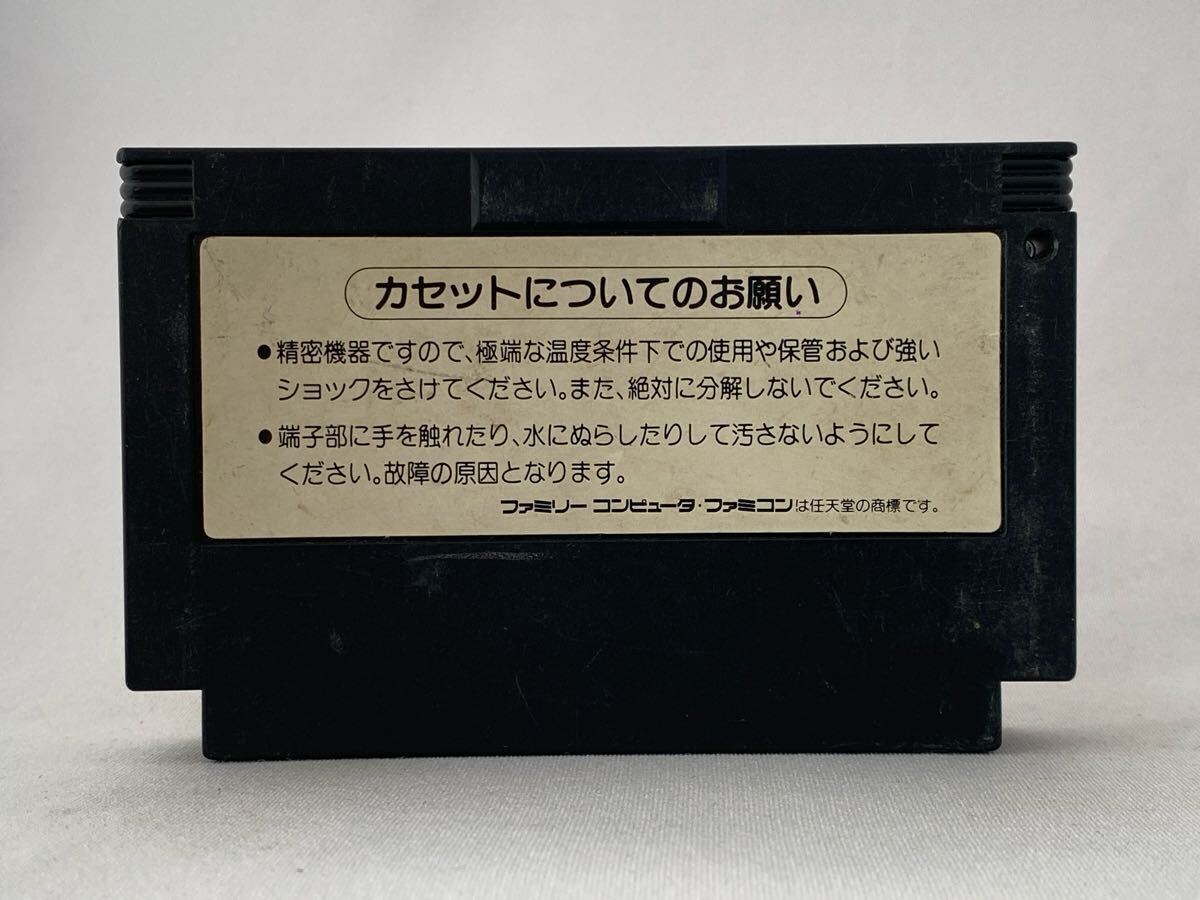 カセットについてのお願い
●精密機器ですので、極端な温度条件下での使用や保管および強い
ショックをさけてください。また、絶対に分解しないでください。
●端子部に手を触れたり、水にぬらしたりして汚さないようにして
ください。故障の原因となります。
ファミリー コンピュータ・ファミコンは任天堂の商標です。